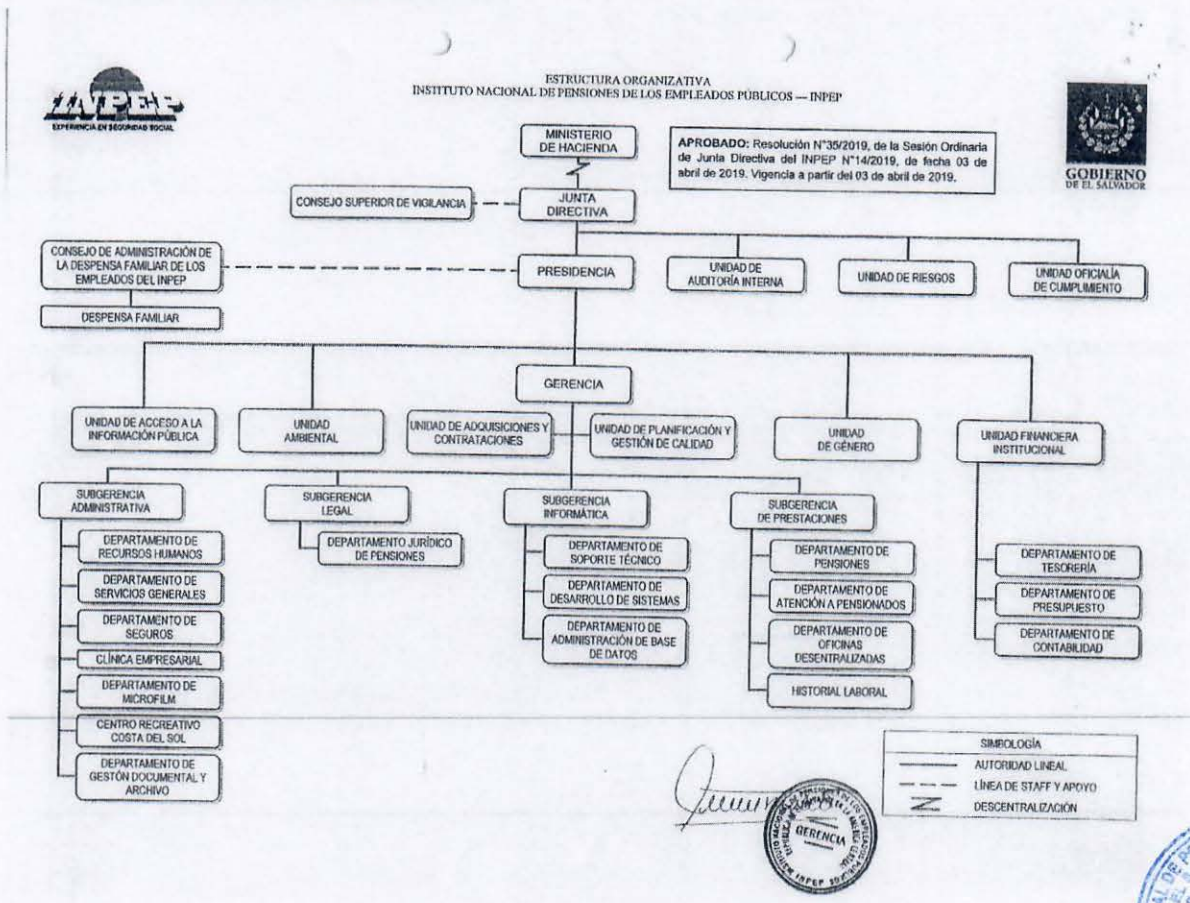 ESTRUCTURA ORGANIZATIVA
INSTITUTO NACIONAL DE PENSIONES DE LOS EMPLEADOS PÚBLICOS — INPEP
INPEP
EXPERIENCIA EN SEGURIDAD SOCIAL
GOBIERNO
DE EL SALVADOR
MINISTERIO
DE HACIENDA
APROBADO: Resolución N°35/2019, de la Sesión Ordinaria
de Junta Directiva del INPEP N°14/2019, de fecha 03 de
abril de 2019. Vigencia a partir del 03 de abril de 2019.
CONSEJO SUPERIOR DE VIGILANCIA
JUNTA
DIRECTIVA
CONSEJO DE ADMINISTRACIÓN DE
LA DESPENSA FAMILIAR DE LOS
EMPLEADOS DEL INPEP
DESPENSA FAMILIAR
PRESIDENCIA
UNIDAD DE
AUDITORÍA INTERNA
UNIDAD DE RIESGOS
UNIDAD OFICIALÍA
DE CUMPLIMIENTO
GERENCIA
UNIDAD DE ACCESO A LA
INFORMACIÓN PÚBLICA
UNIDAD
AMBIENTAL
UNIDAD DE ADQUISICIONES Y
CONTRATACIONES
UNIDAD DE PLANIFICACIÓN Y
GESTIÓN DE CALIDAD
UNIDAD
DE GÉNERO
UNIDAD FINANCIERA
INSTITUCIONAL
SUBGERENCIA
ADMINISTRATIVA
DEPARTAMENTO DE
RECURSOS HUMANOS
DEPARTAMENTO DE
SERVICIOS GENERALES
DEPARTAMENTO DE
SEGUROS
CLÍNICA EMPRESARIAL
DEPARTAMENTO DE
MICROFILM
CENTRO RECREATIVO
COSTA DEL SOL
DEPARTAMENTO DE
GESTIÓN DOCUMENTAL Y
ARCHIVO
SUBGERENCIA
LEGAL
DEPARTAMENTO JURÍDICO
DE PENSIONES
SUBGERENCIA
INFORMÁTICA
DEPARTAMENTO DE
SOPORTE TÉCNICO
DEPARTAMENTO DE
DESARROLLO DE SISTEMAS
DEPARTAMENTO DE
ADMINISTRACIÓN DE BASE
DE DATOS
SUBGERENCIA
DE PRESTACIONES
DEPARTAMENTO DE
PENSIONES
DEPARTAMENTO DE
ATENCIÓN A PENSIONADOS
DEPARTAMENTO DE
OFICINAS
DESENTRALIZADAS
HISTORIAL LABORAL
DEPARTAMENTO DE
TESORERÍA
DEPARTAMENTO DE
PRESUPUESTO
DEPARTAMENTO DE
CONTABILIDAD
SIMBOLOGÍA
AUTORIDAD LINEAL
LÍNEA DE STAFF Y APOYO
DESCENTRALIZACIÓN
GERENCIA
INPEP